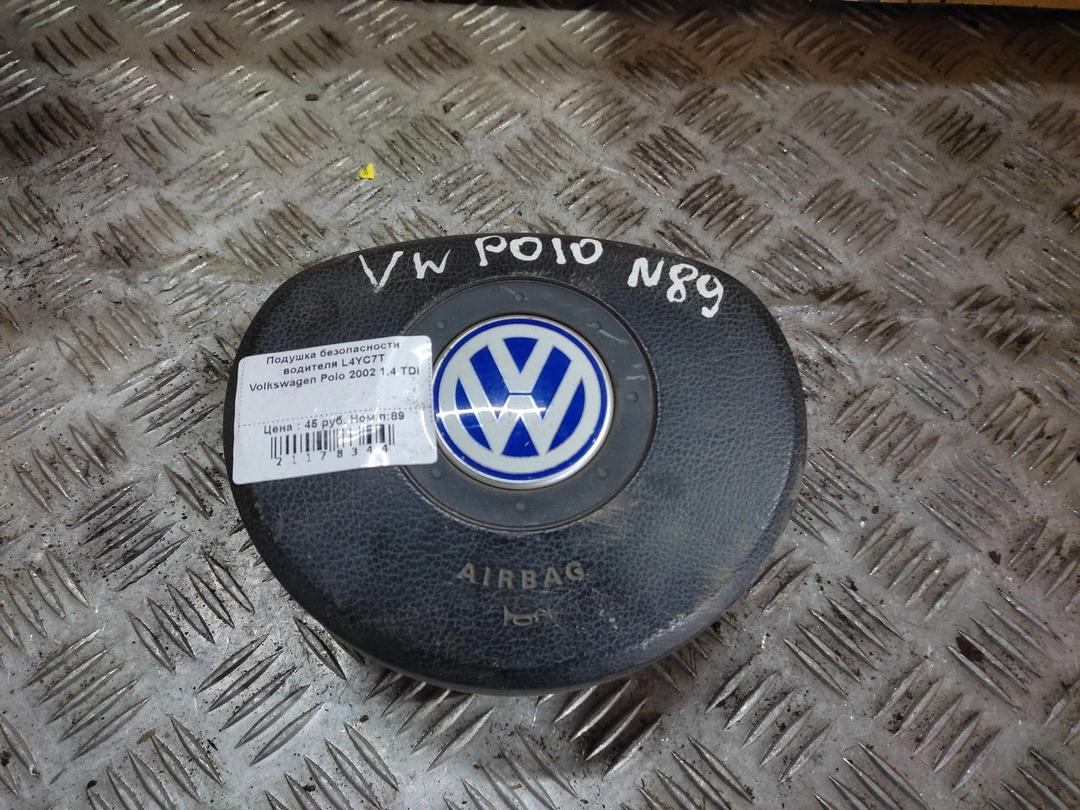 VW POLO N89
Подушка безопасности
водителя L4YC7T
Volkswagen Polo 2002 1.4 TDi
Цена : 45 руб. Ном.п:89
AIRBAG